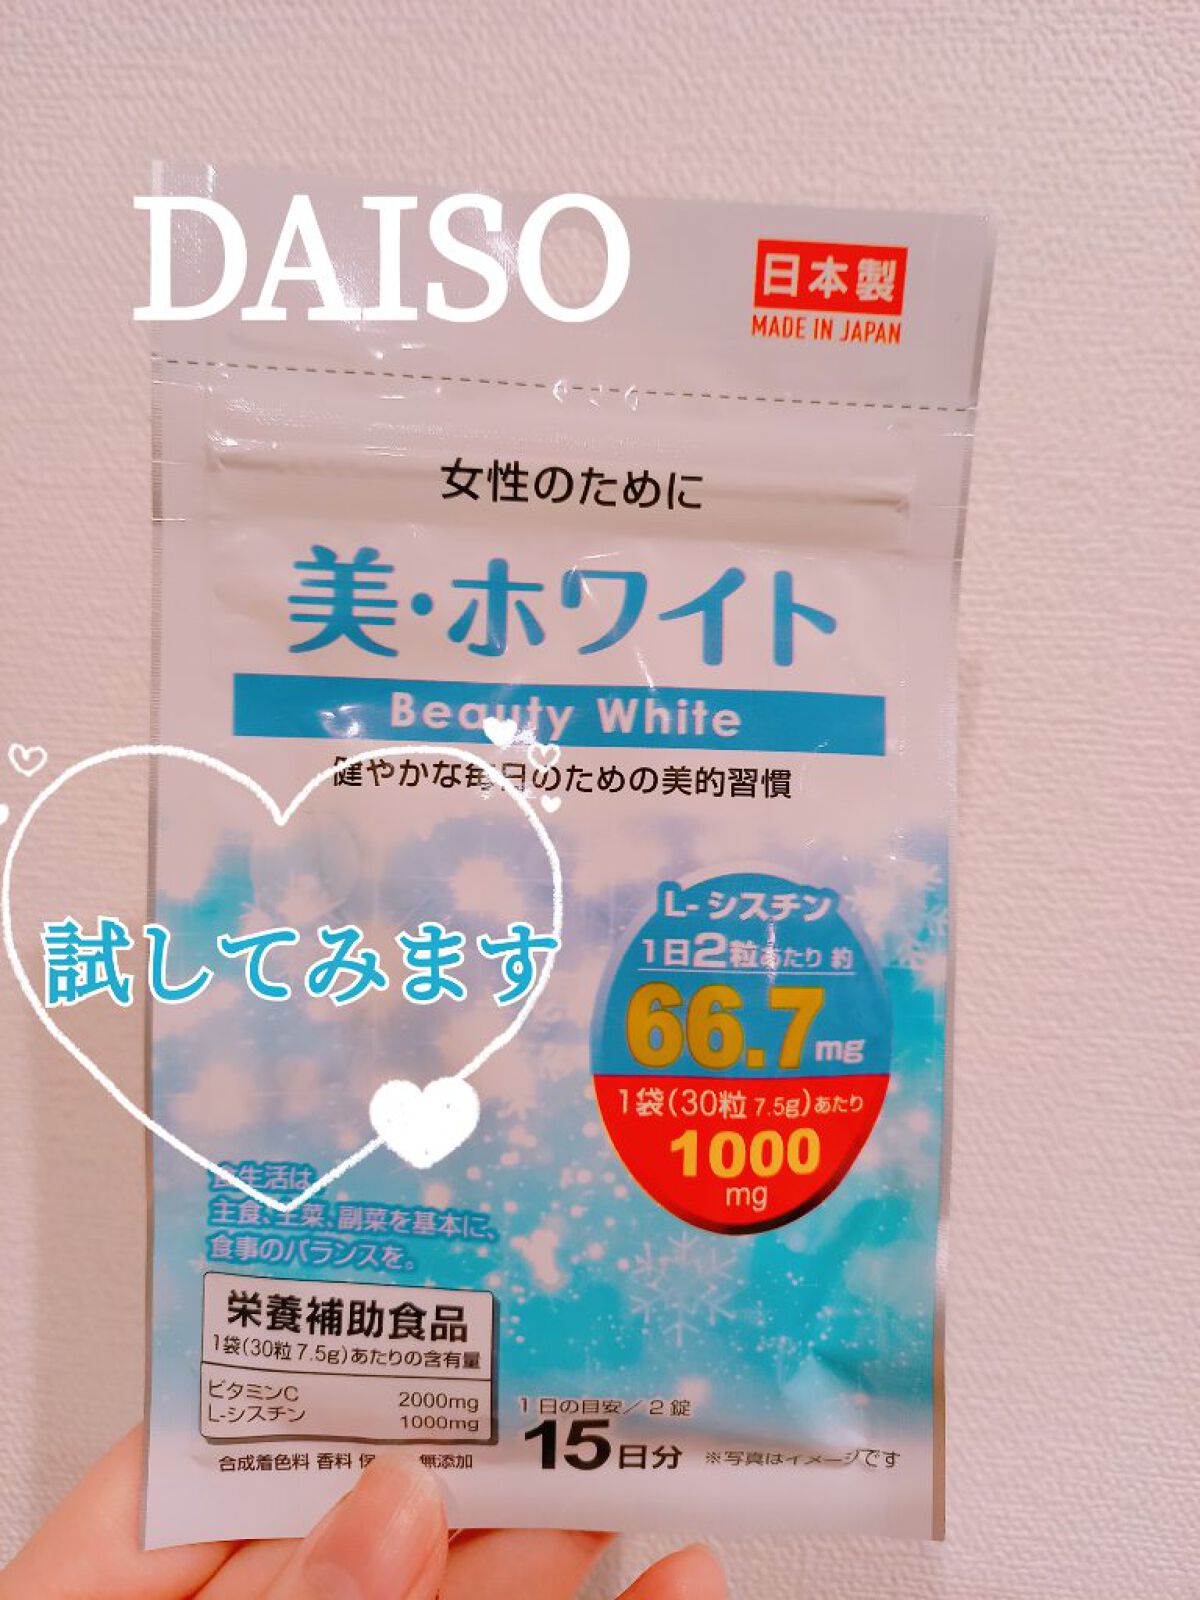 DAISO
日本製
MADE IN JAPAN
女性のために
美・ホワイト
Beauty White
健やかな毎日のための美的習慣
試してみます
L-シスチン
1日2粒あたり 約
66.7mg
1袋(30粒 7.5g)あたり
1000
mg
食生活は、
主食、主菜、副菜を基本に、
食事のバランスを。
栄養補助食品
1袋(30粒 7.5g)あたりの含有量
ビタミンC 2000mg
L-シスチン 1000mg
合成着色料 香料 保 無添加
1日の目安/2錠
15日分
※写真はイメージです